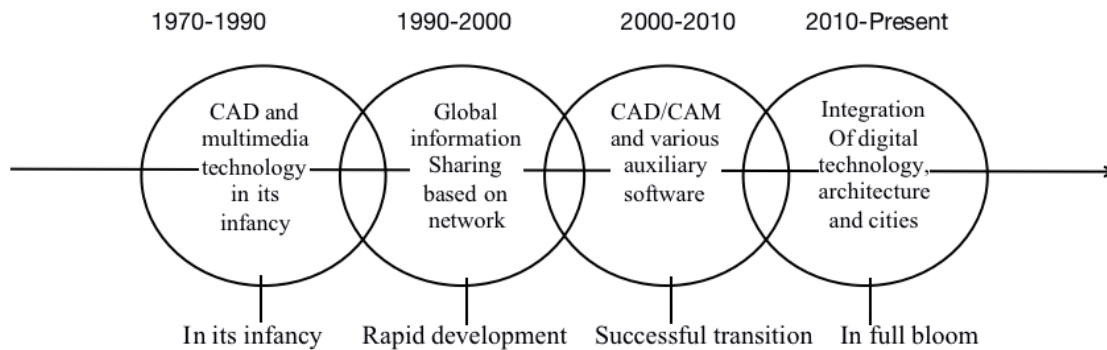 1970-1990
1990-2000
2000-2010
2010-Present
CAD and
multimedia
technology
in its
infancy
Global
information
Sharing
based on
network
CAD/CAM
and various
auxiliary
software
Integration
Of digital
technology,
architecture
and cities
In its infancy
Rapid development
Successful transition
In full bloom